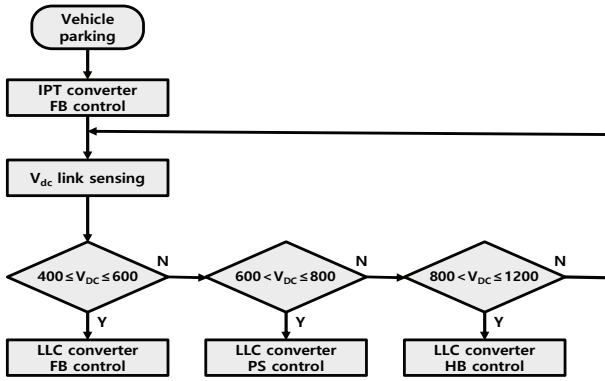 Vehicle
parking
IPT converter
FB control
Vdc link sensing
400 ≤ VDC ≤ 600
N
600 < VDC ≤ 800
N
800 < VDC ≤ 1200
N
Y
Y
Y
LLC converter
FB control
LLC converter
PS control
LLC converter
HB control